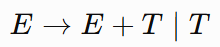 E → E + T | T